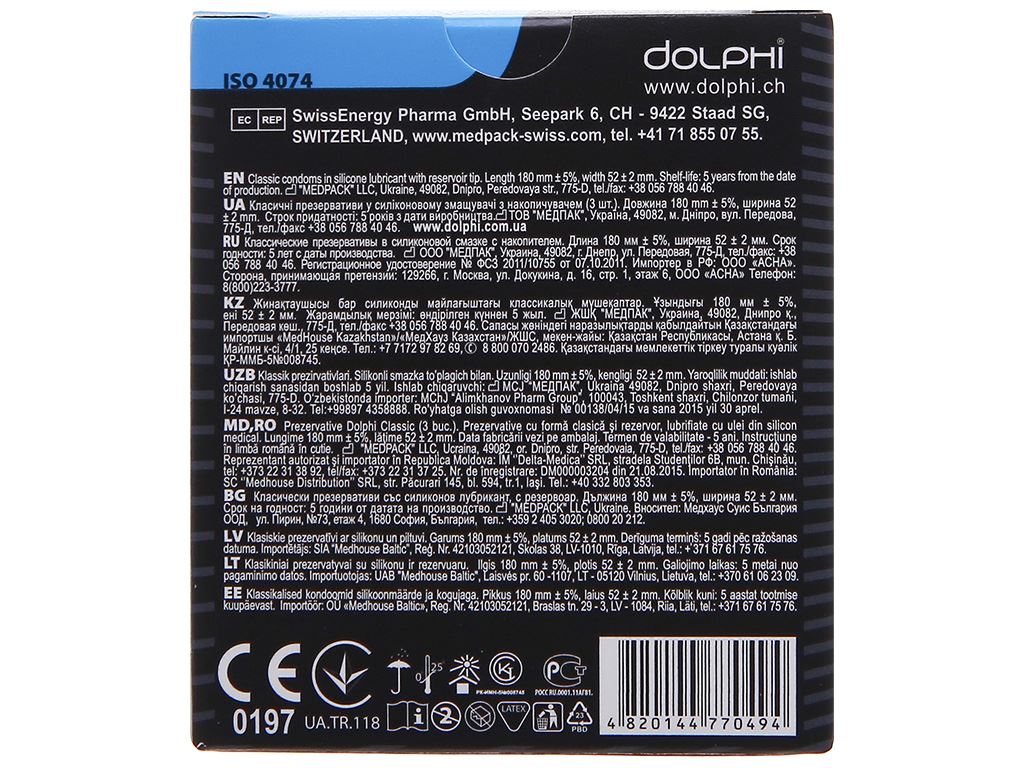 ISO 4074
DOLPHI®
www.dolphi.ch
EC REP
SwissEnergy Pharma GmbH, Seepark 6, CH - 9422 Staad SG,
SWITZERLAND, www.medpack-swiss.com, tel. +41 71 855 07 55.
EN Classic condoms in silicone lubricant with reservoir tip. Length 180 mm ± 5%, width 52 ± 2 mm. Shelf-life: 5 years from the date
of production. "MEDPACK" LLC, Ukraine, 49082, Dnipro, Peredovaya str., 775-D, tel./fax: +38 056 788 40 46.
UA Класичні презервативи у силіконовому змащувачі з накопичувачем (3 шт.). Довжина 180 мм ± 5%, ширина 52
± 2 mm. Строк придатності: 5 років з дати виробництва. ТОВ "МЕДПАК", Україна, 49082, м. Дніпро, вул. Передова,
775-Д, тел./факс +38 056 788 40 46. www.dolphi.com.ua
RU Классические презервативы в силиконовой смазке с накопителем. Длина 180 мм ± 5%, ширина 52 ± 2 мм. Срок
годности: 5 лет с даты производства. ООО "МЕДПАК", Украина, 49082, г. Днепр, ул. Передовая, 775-Д, тел./факс: +38
056 788 40 46. Регистрационное удостоверение № ФСЗ 2011/10755 от 07.10.2011. Импортер в РФ: ООО «АСНА».
Сторона, принимающая претензии: 129266, г. Москва, ул. Докукина, д. 16, стр. 1, этаж 6, ООО «АСНА» Телефон:
8(800)223-3777.
KZ Жинақтаушысы бар силиконды майлағыштағы классикалық мүшеқаптар. Ұзындығы 180 мм ± 5%,
ені 52 ± 2 мм. Жарамдылық мерзімі: өндірілген күннен 5 жыл. ЖШҚ "МЕДПАК", Украина, 49082, Днипро қ.,
Передовая көш., 775-Д, тел./факс +38 056 788 40 46. Сапасы жөніндегі наразылықтарды қабылдайтын Қазақстандағы
импортшы «MedHouse Kazakhstan»/«МедХауз Казахстан»/ЖШС, мекен-жайы: Қазақстан Республикасы, Астана қ. Б.
Майлин к-сі, 4/1, 25 кеңсе. Тел.: +7 7172 97 82 69, 8 800 070 2486. Қазақстандағы мемлекеттік тіркеу туралы куәлік
ҚР-ММБ-5№008745.
UZB Klassik prezirvativlari. Silikonli smazka to'plagich bilan. Uzunligi 180 mm ± 5%, kengligi 52 ± 2 mm. Yaroqlilik muddati: ishlab
chiqarish sanasidan boshlab 5 yil. Ishlab chiqaruvchi: MCJ "МЕДПАК", Ukraina 49082, Dnipro shaxri, Peredovaya
ko'chasi, 775-D. O'zbekistonda importer: MChJ "Alimkhanov Pharm Group", 100043, Toshkent shaxri, Chilonzor tumani,
I-24 mavze, 8-32. Tel:+99897 4358888. Ro'yhatga olish guvoxnomasi № 00138/04/15 va sana 2015 yil 30 aprel.
MD,RO Prezervative Dolphi Classic (3 buc.). Prezervative cu formă clasică şi rezervor, lubrifiate cu ulei din silicon
medical. Lungime 180 mm ± 5%, lăţime 52 ± 2 mm. Data fabricării vezi pe ambalaj. Termen de valabilitate - 5 ani. Instrucţiune
în limbă română în cutie. "MEDPACK" LLC, Ucraina, 49082, or. Dnipro, str. Peredovaia, 775-D, tel/fax: +38 056 788 40 46.
Reprezentant autorizat şi importator în Republica Moldova: IM "Delta-Medica" SRL, stradela Studenţilor 6B, mun. Chişinău,
tel: +373 22 31 38 92, tel/fax: +373 22 31 37 25. Nr. de înregistrare: DM000003204 din 21.08.2015. Importator în România:
SC "Medhouse Distribution" SRL, str. Păcurari 145, bl. 594, tr.1, Iaşi. Tel.: +40 332 803 353.
BG Класически презервативи със силиконов лубрикант, с резервоар. Дължина 180 мм ± 5%, ширина 52 ± 2 мм.
Срок на годност: 5 години от датата на производство. "MEDPACK" LLC, Ukraine. Вносител: Медхаус Суис България
ООД, ул. Пирин, №73, етаж 4, 1680 София, България, тел.: +359 2 405 3020; 0800 20 212.
LV Klasiskie prezervatīvi ar silikonu un piltuvi. Garums 180 mm ± 5%, platums 52 ± 2 mm. Derīguma termiņš: 5 gadi pēc ražošanas
datuma. Importētājs: SIA "Medhouse Baltic", Reģ. Nr. 42103052121, Skolas 38, LV-1010, Rīga, Latvija, tel.: +371 67 61 75 76.
LT Klasikiniai prezervatyvai su silikonu ir rezervuaru. Ilgis 180 mm ± 5%, plotis 52 ± 2 mm. Galiojimo laikas: 5 metai nuo
pagaminimo datos. Importuotojas: UAB "Medhouse Baltic", Laisvės pr. 60 -1107, LT - 05120 Vilnius, Lietuva, tel.: +370 61 06 23 09.
EE Klassikalised kondoomid silikoonmäärde ja kogujaga. Pikkus 180 mm ± 5%, laius 52 ± 2 mm. Kõlblik kuni: 5 aastat tootmise
kuupäevast. Importöör: OÜ «Medhouse Baltic», Reg. Nr. 42103052121, Braslas tn. 29 - 3, LV - 1084, Riia, Läti, tel.: +371 67 61 75 76.
CE
0197
UA.TR.118
0 25
РК-ИМН-5№008745
РСТ
РОСС RU.0001.11АГ81.
i
2
LATEX
23
PBD
4 820144 770494